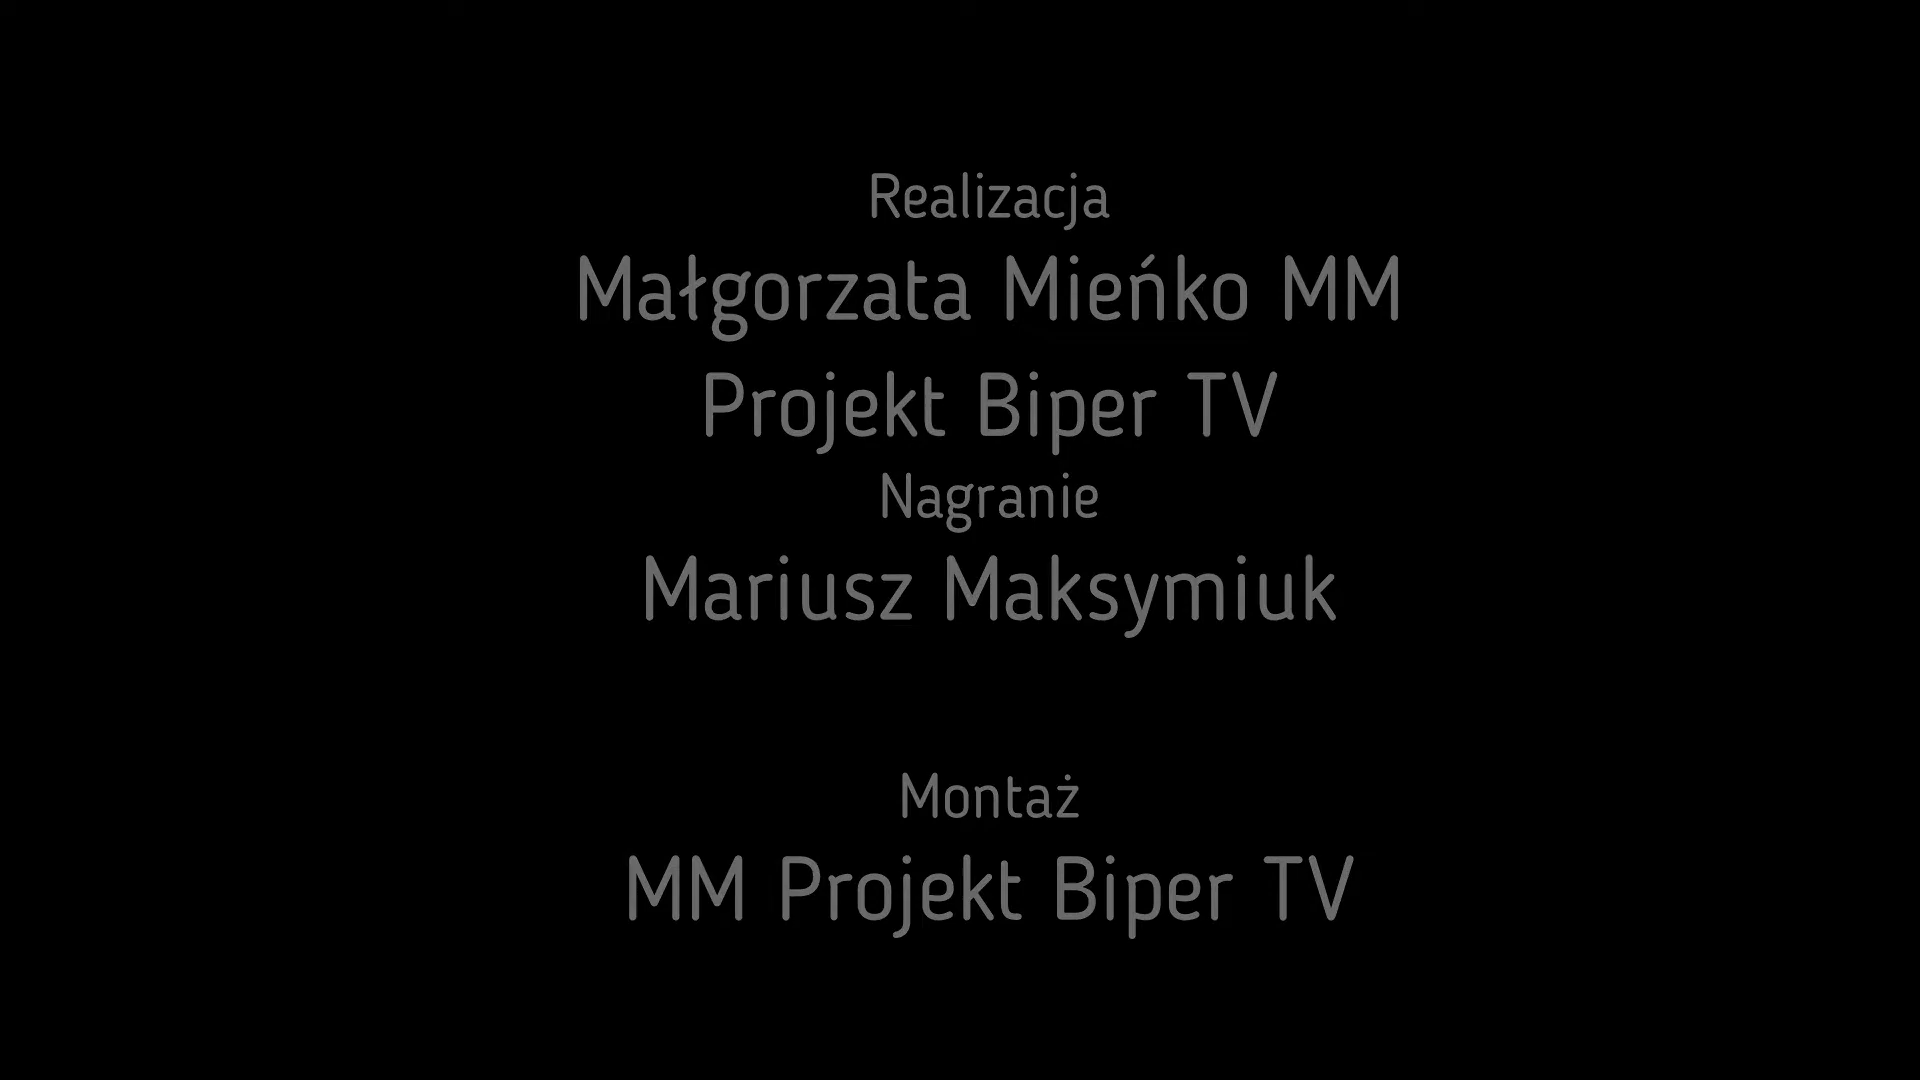 Realizacja
Małgorzata Mieńko MM
Projekt Biper TV
Nagranie
Mariusz Maksymiuk
Montaż
MM Projekt Biper TV